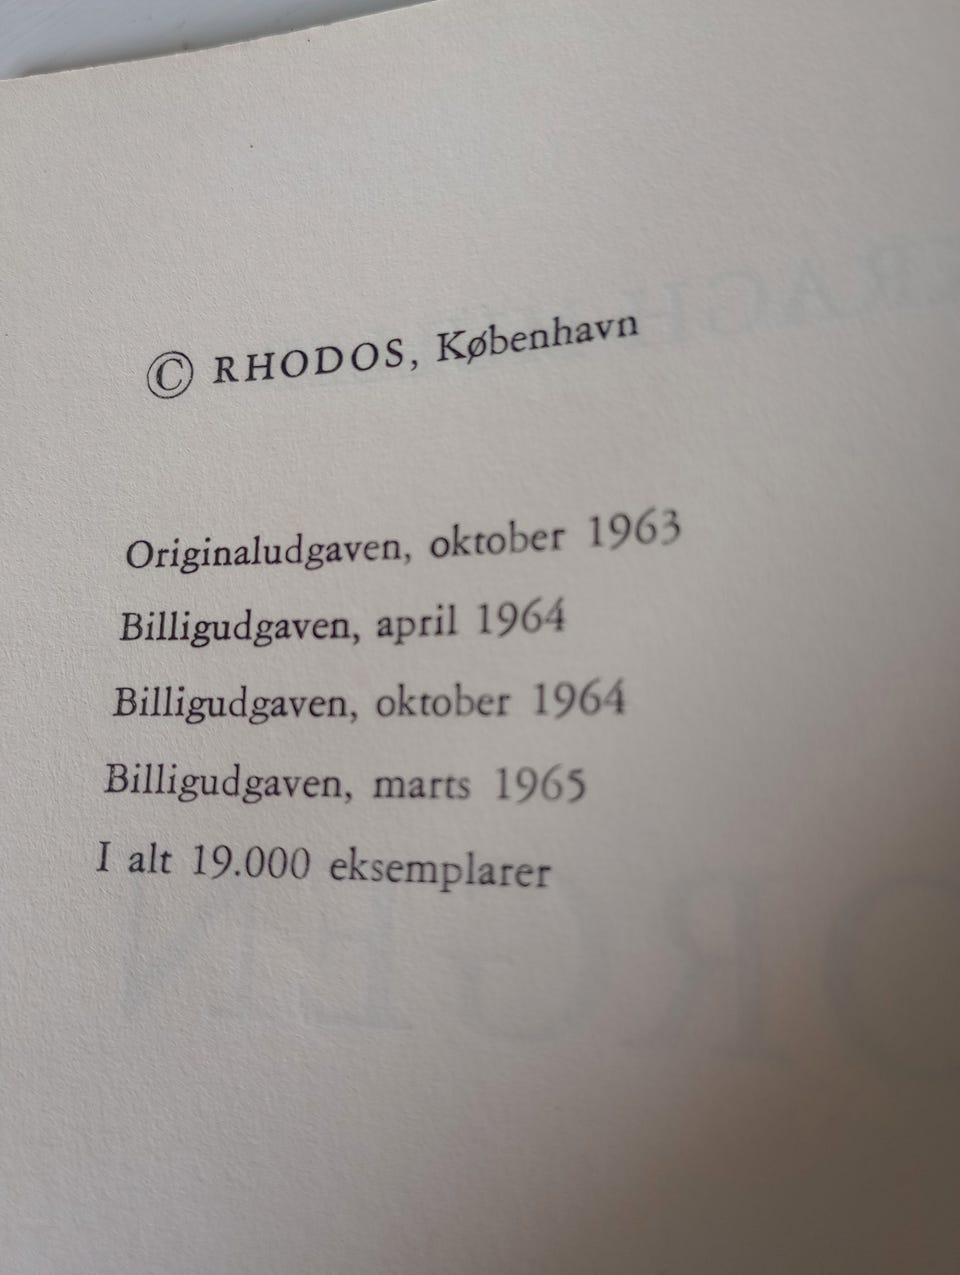 © RHODOS, København
Originaludgaven, oktober 1963
Billigudgaven, april 1964
Billigudgaven, oktober 1964
Billigudgaven, marts 1965
I alt 19.000 eksemplarer